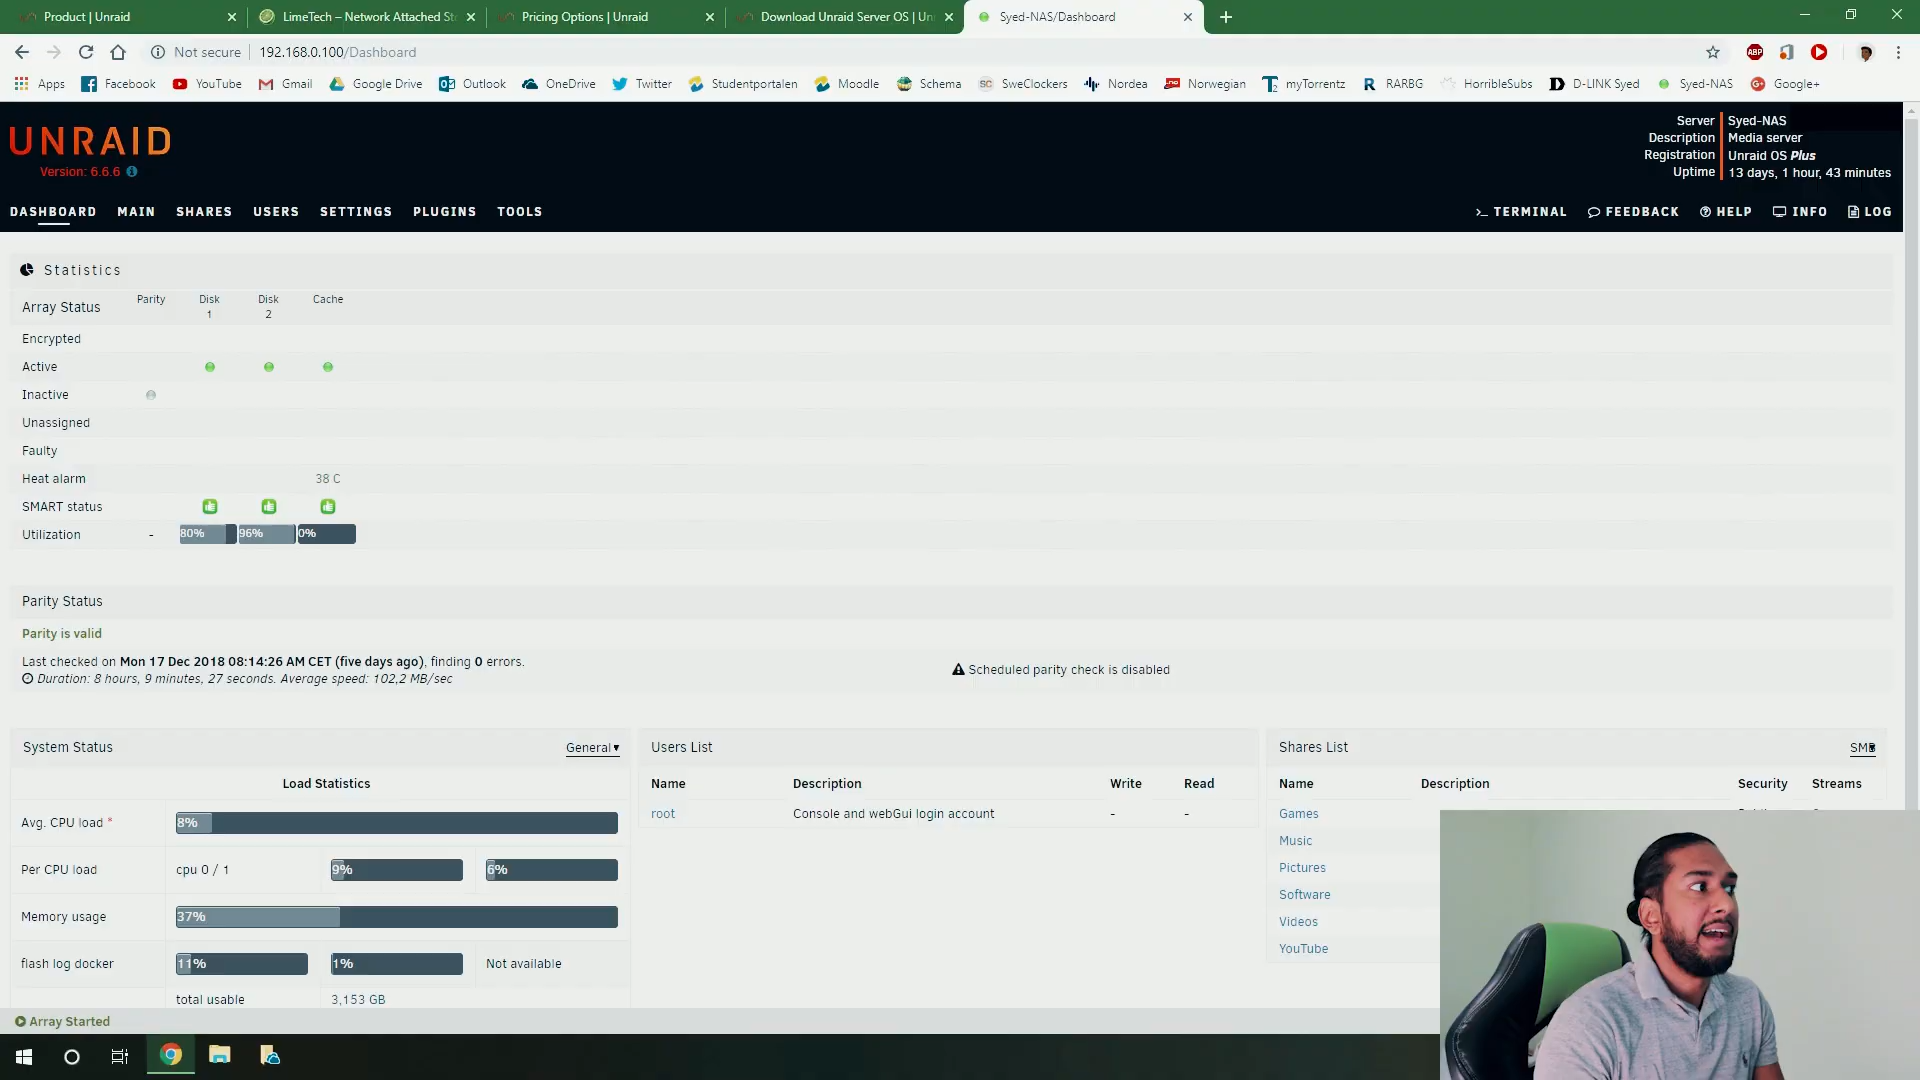 Product | Unraid
LimeTech – Network Attached Sto
Pricing Options | Unraid
Download Unraid Server OS | Un
Syed-NAS/Dashboard
Not secure
192.168.0.100/Dashboard
Apps
Facebook
YouTube
Gmail
Google Drive
Outlook
OneDrive
Twitter
Studentportalen
Moodle
Schema
SweClockers
Nordea
Norwegian
myTorrentz
RARBG
HorribleSubs
D-LINK Syed
Syed-NAS
Google+
UNRAID
Version: 6.6.6
Server Syed-NAS
Description Media server
Registration Unraid OS Plus
Uptime 13 days, 1 hour, 43 minutes
DASHBOARD MAIN SHARES USERS SETTINGS PLUGINS TOOLS
TERMINAL FEEDBACK HELP INFO LOG
Statistics
Array Status Parity Disk 1 Disk 2 Cache
Encrypted
Active
Inactive
Unassigned
Faulty
Heat alarm 38 C
SMART status
Utilization - 80% 96% 0%
Parity Status
Parity is valid
Last checked on Mon 17 Dec 2018 08:14:26 AM CET (five days ago), finding 0 errors.
Duration: 8 hours, 9 minutes, 27 seconds. Average speed: 102,2 MB/sec
Scheduled parity check is disabled
System Status General
Load Statistics
Avg. CPU load * 8%
Per CPU load cpu 0 / 1 9% 6%
Memory usage 37%
flash log docker 11% 1% Not available
total usable 3,153 GB
Users List
Name Description Write Read
root Console and webGui login account - -
Shares List
Name Description Security Streams
Games
Music
Pictures
Software
Videos
YouTube
Array Started